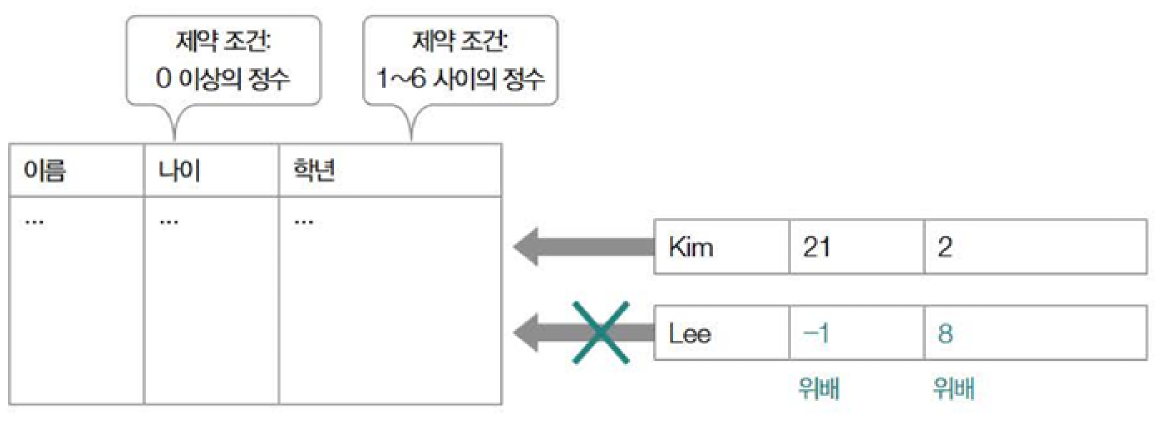 제약 조건:
0 이상의 정수
제약 조건:
1~6 사이의 정수
이름 나이 학년
... ... ...
Kim 21 2
Lee –1 8
위배 위배